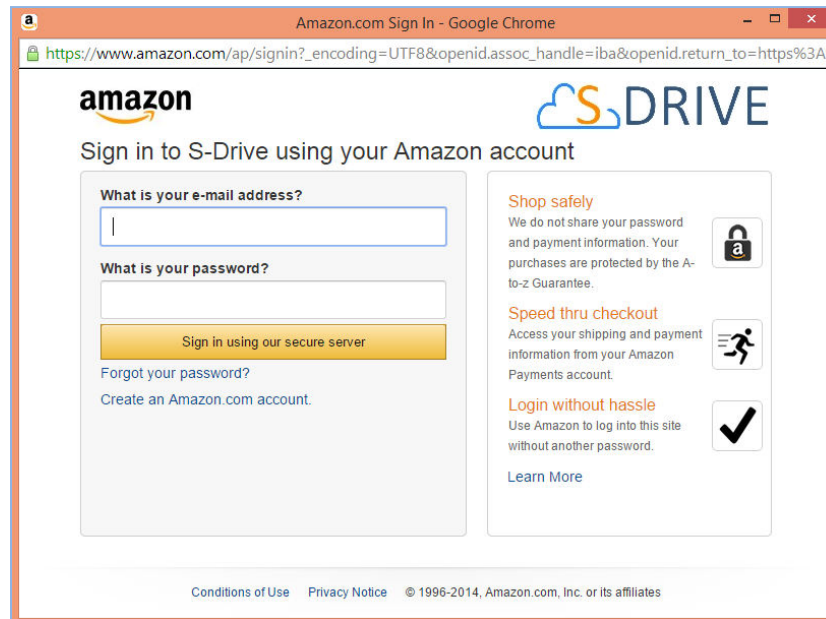 a
Amazon.com Sign In - Google Chrome
https://www.amazon.com/ap/signin?_encoding=UTF8&openid.assoc_handle=iba&openid.return_to=https%3A
amazon
S DRIVE
Sign in to S-Drive using your Amazon account
What is your e-mail address?
What is your password?
Sign in using our secure server
Forgot your password?
Create an Amazon.com account.
Shop safely
We do not share your password
and payment information. Your
purchases are protected by the A-
to-z Guarantee.
a
Speed thru checkout
Access your shipping and payment
information from your Amazon
Payments account.
Login without hassle
Use Amazon to log into this site
without another password.
Learn More
Conditions of Use Privacy Notice © 1996-2014, Amazon.com, Inc. or its affiliates